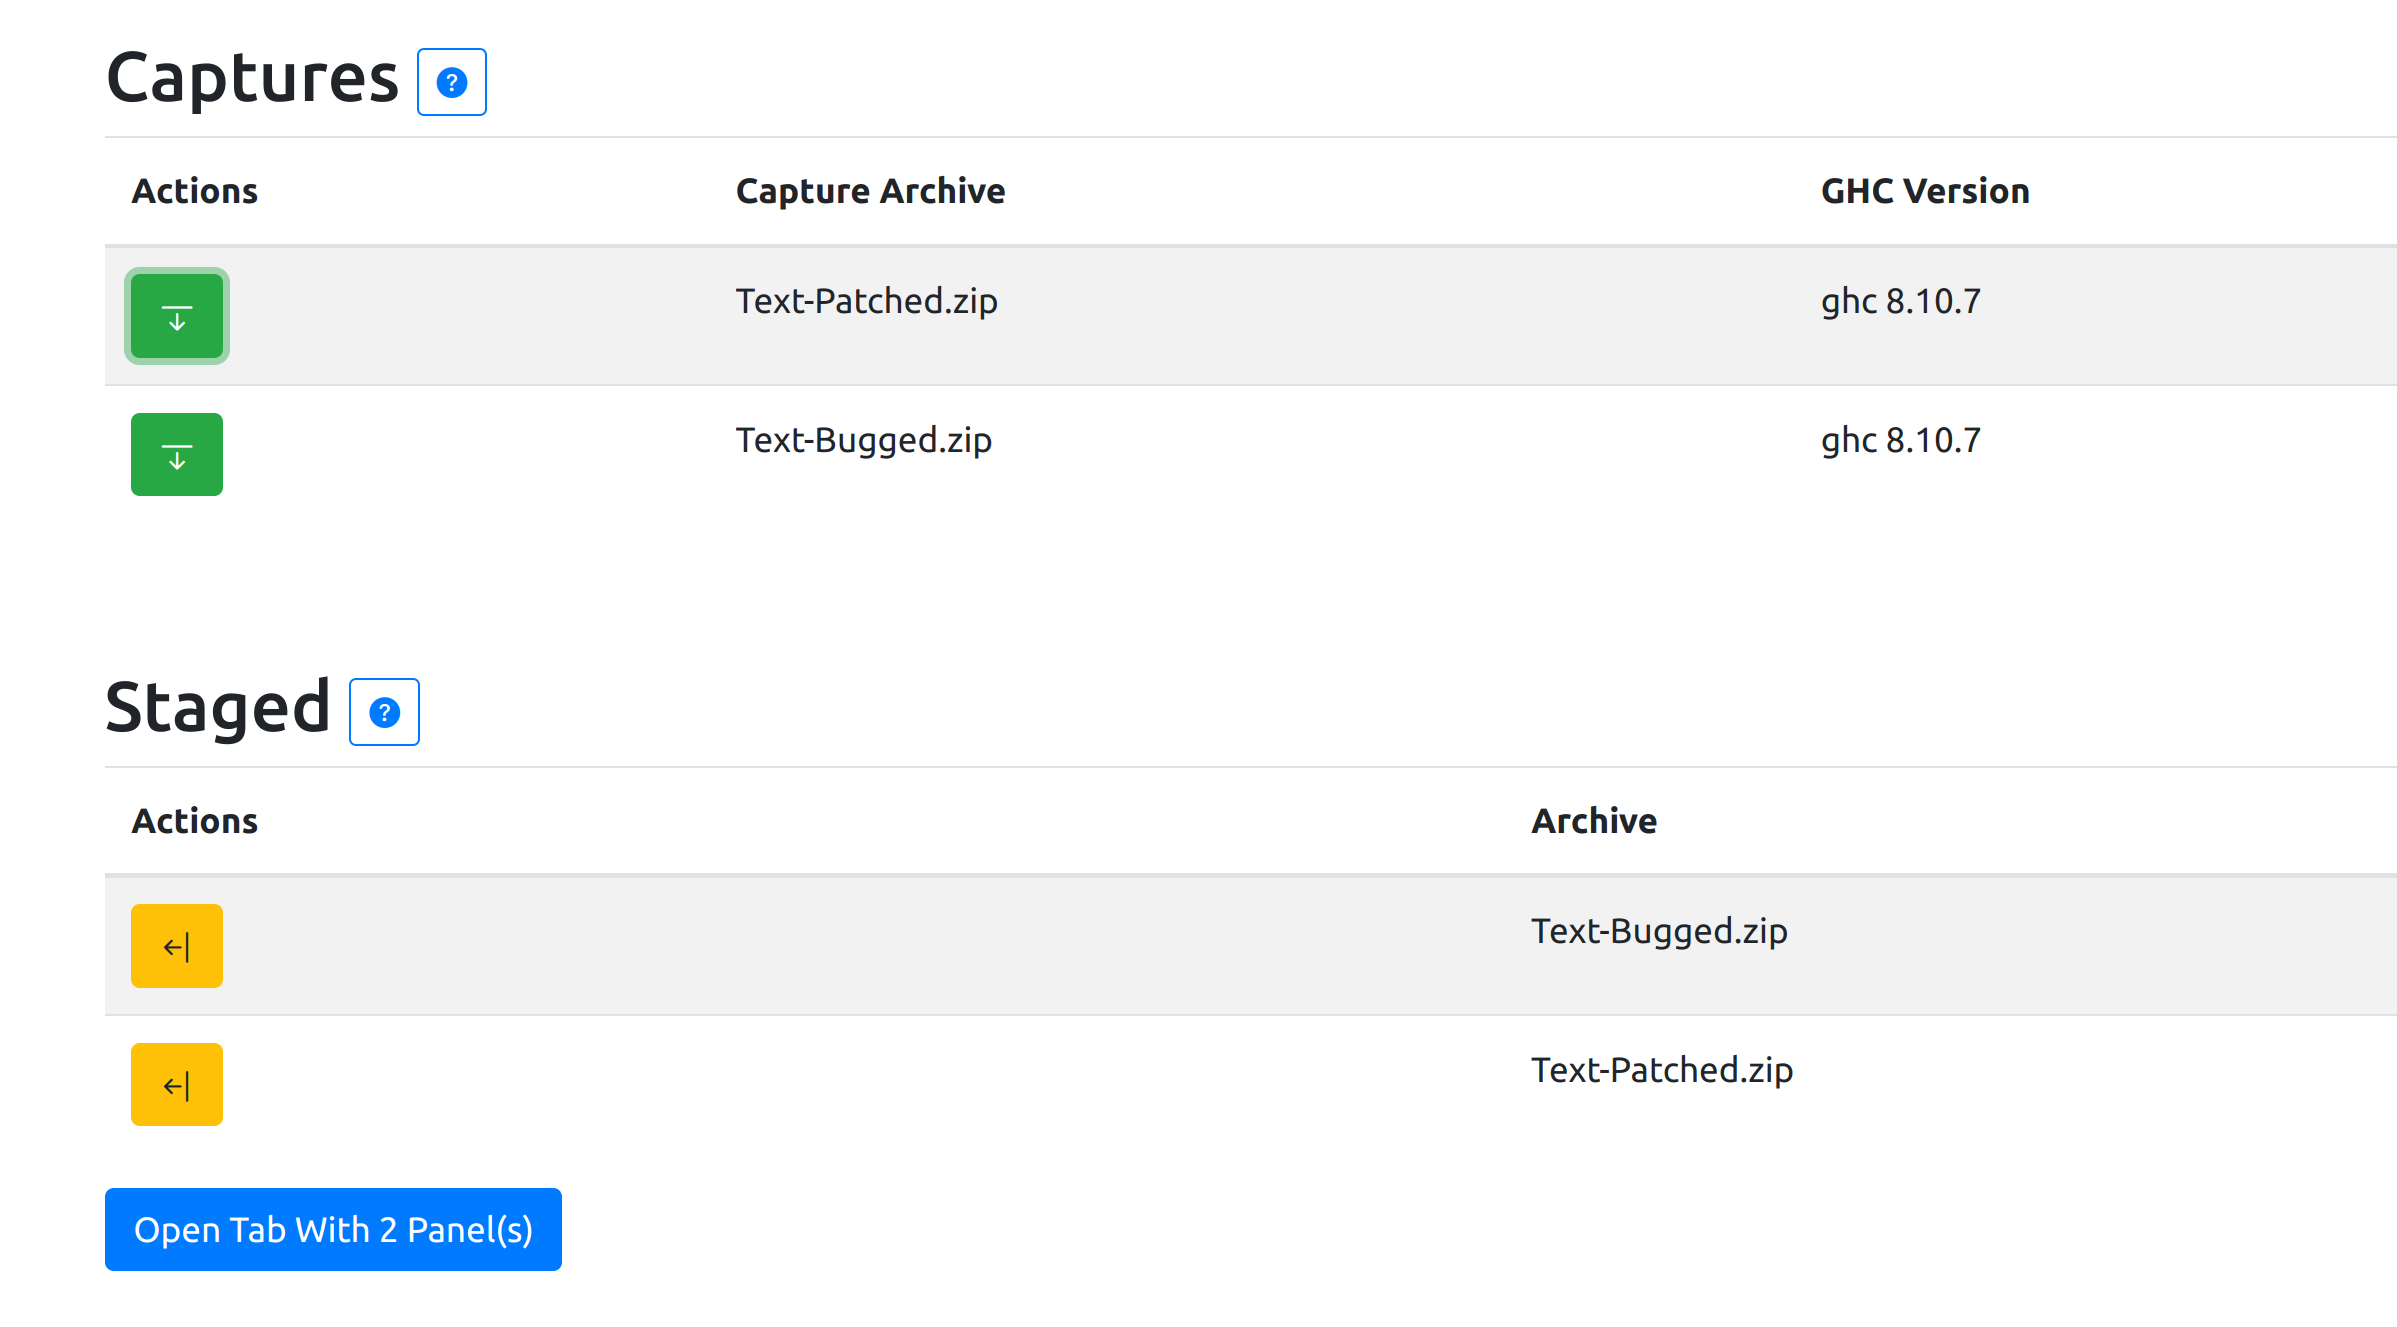 Captures ?
Actions Capture Archive GHC Version
Text-Patched.zip ghc 8.10.7
Text-Bugged.zip ghc 8.10.7
Staged ?
Actions Archive
Text-Bugged.zip
Text-Patched.zip
Open Tab With 2 Panel(s)